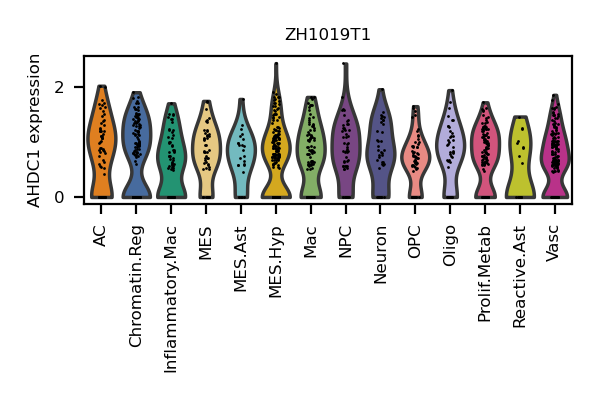 ZH1019T1
AHDC1 expression
2
0
AC
Chromatin.Reg
Inflammatory.Mac
MES
MES.Ast
MES.Hyp
Mac
NPC
Neuron
OPC
Oligo
Prolif.Metab
Reactive.Ast
Vasc